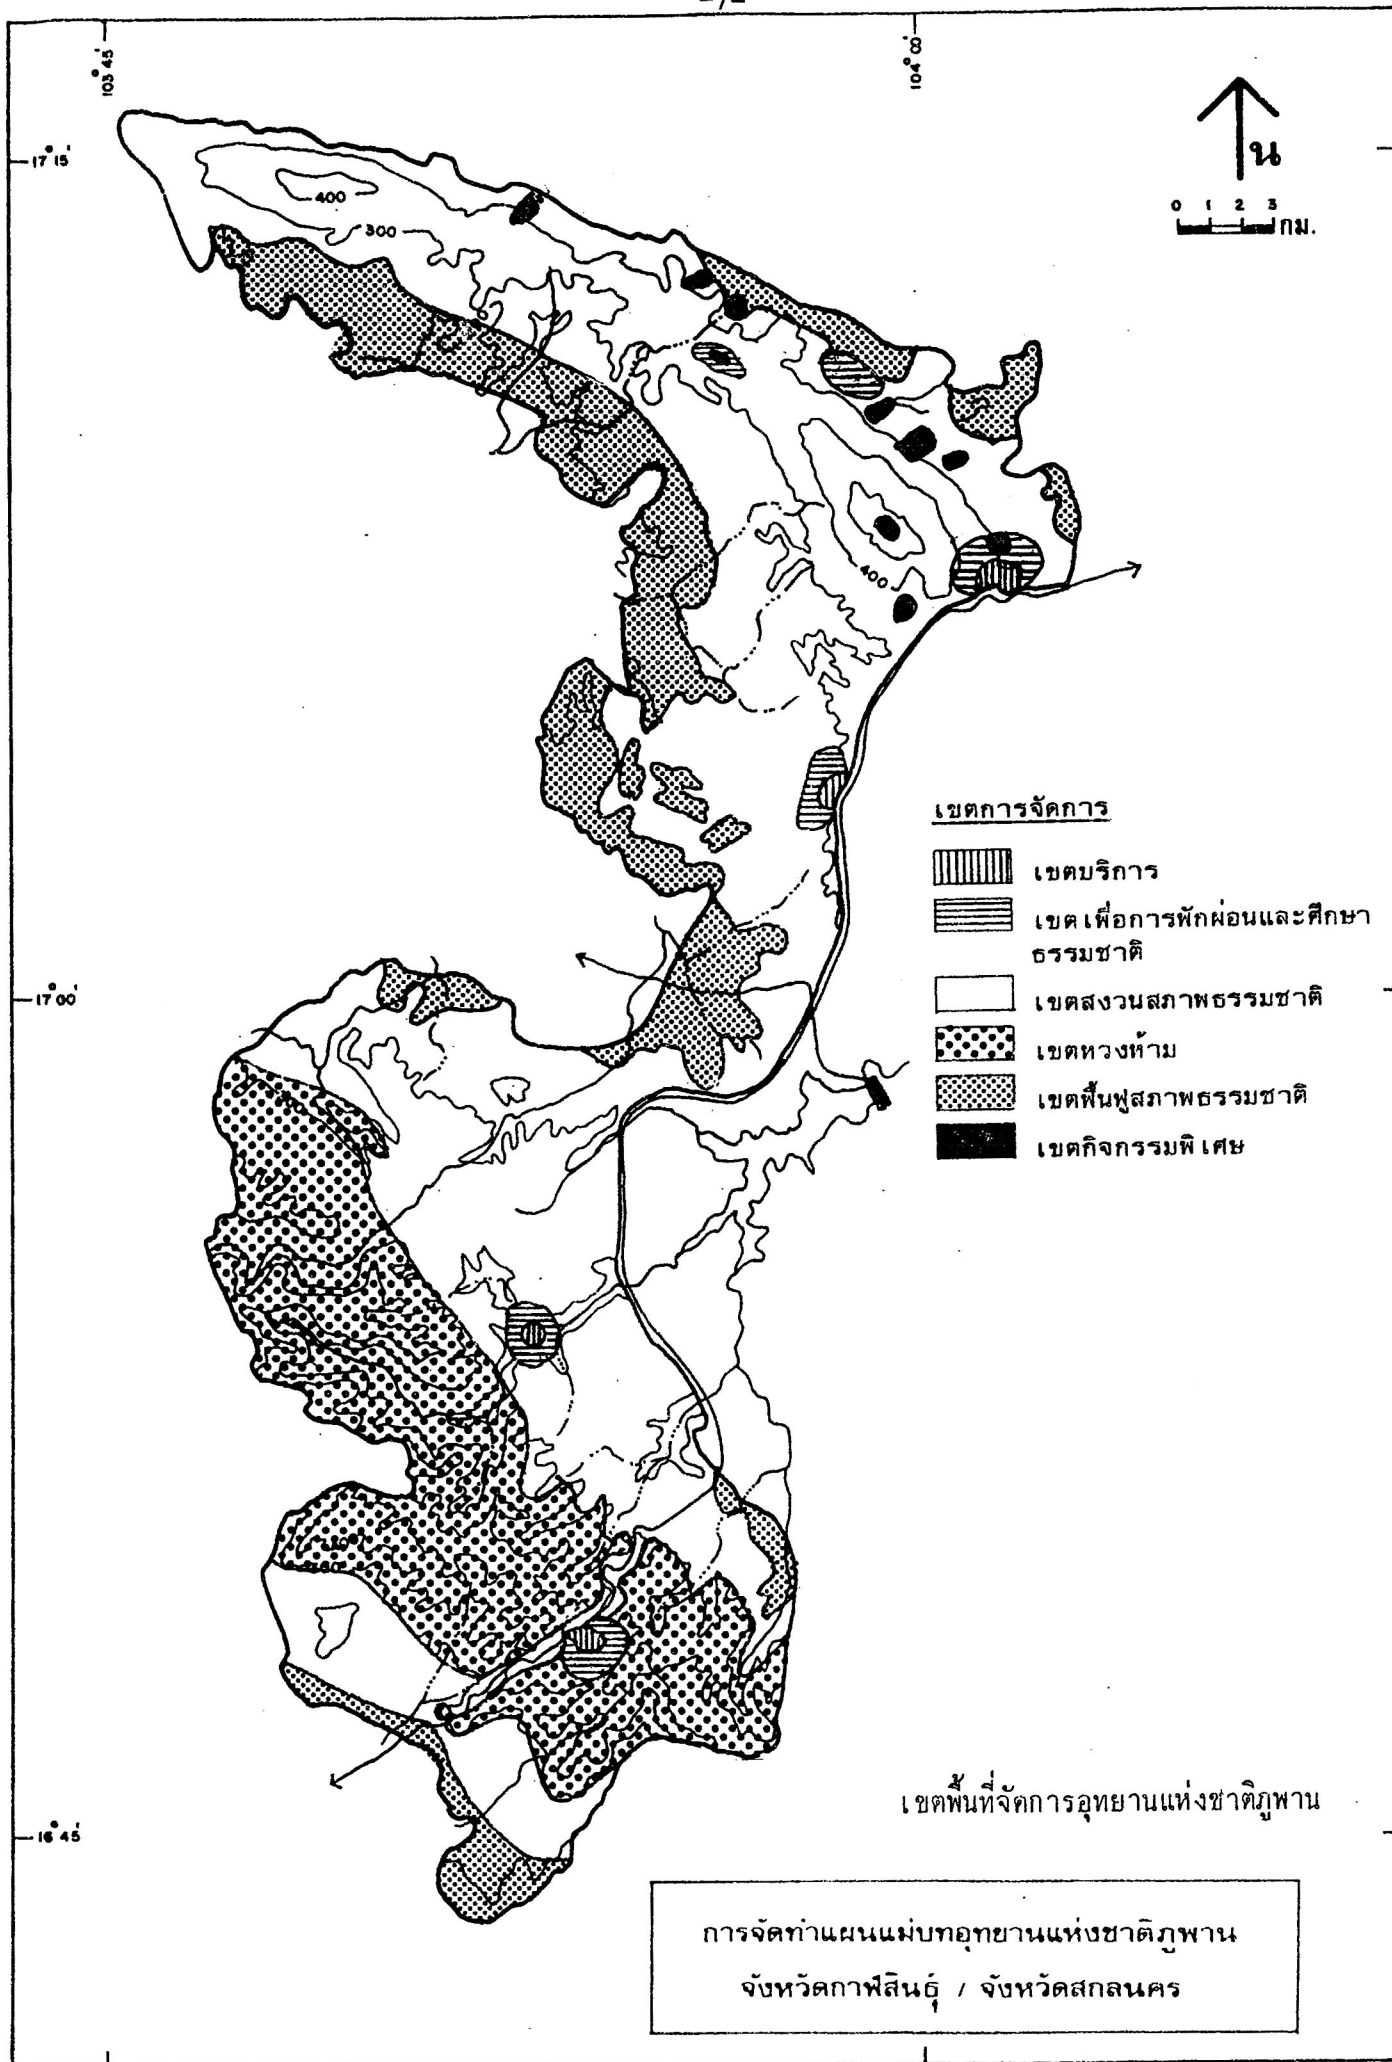 103°45'
104°00'
17°15'
น
0 1 2 3 กม.
400
300
400
เขตการจัดการ
เขตบริการ
เขตเพื่อการพักผ่อนและศึกษา
ธรรมชาติ
17°00'
เขตสงวนสภาพธรรมชาติ
เขตหวงห้าม
เขตฟื้นฟูสภาพธรรมชาติ
เขตกิจกรรมพิเศษ
เขตพื้นที่จัดการอุทยานแห่งชาติภูพาน
16°45'
การจัดทำแผนแม่บทอุทยานแห่งชาติภูพาน
จังหวัดกาฬสินธุ์ / จังหวัดสกลนคร